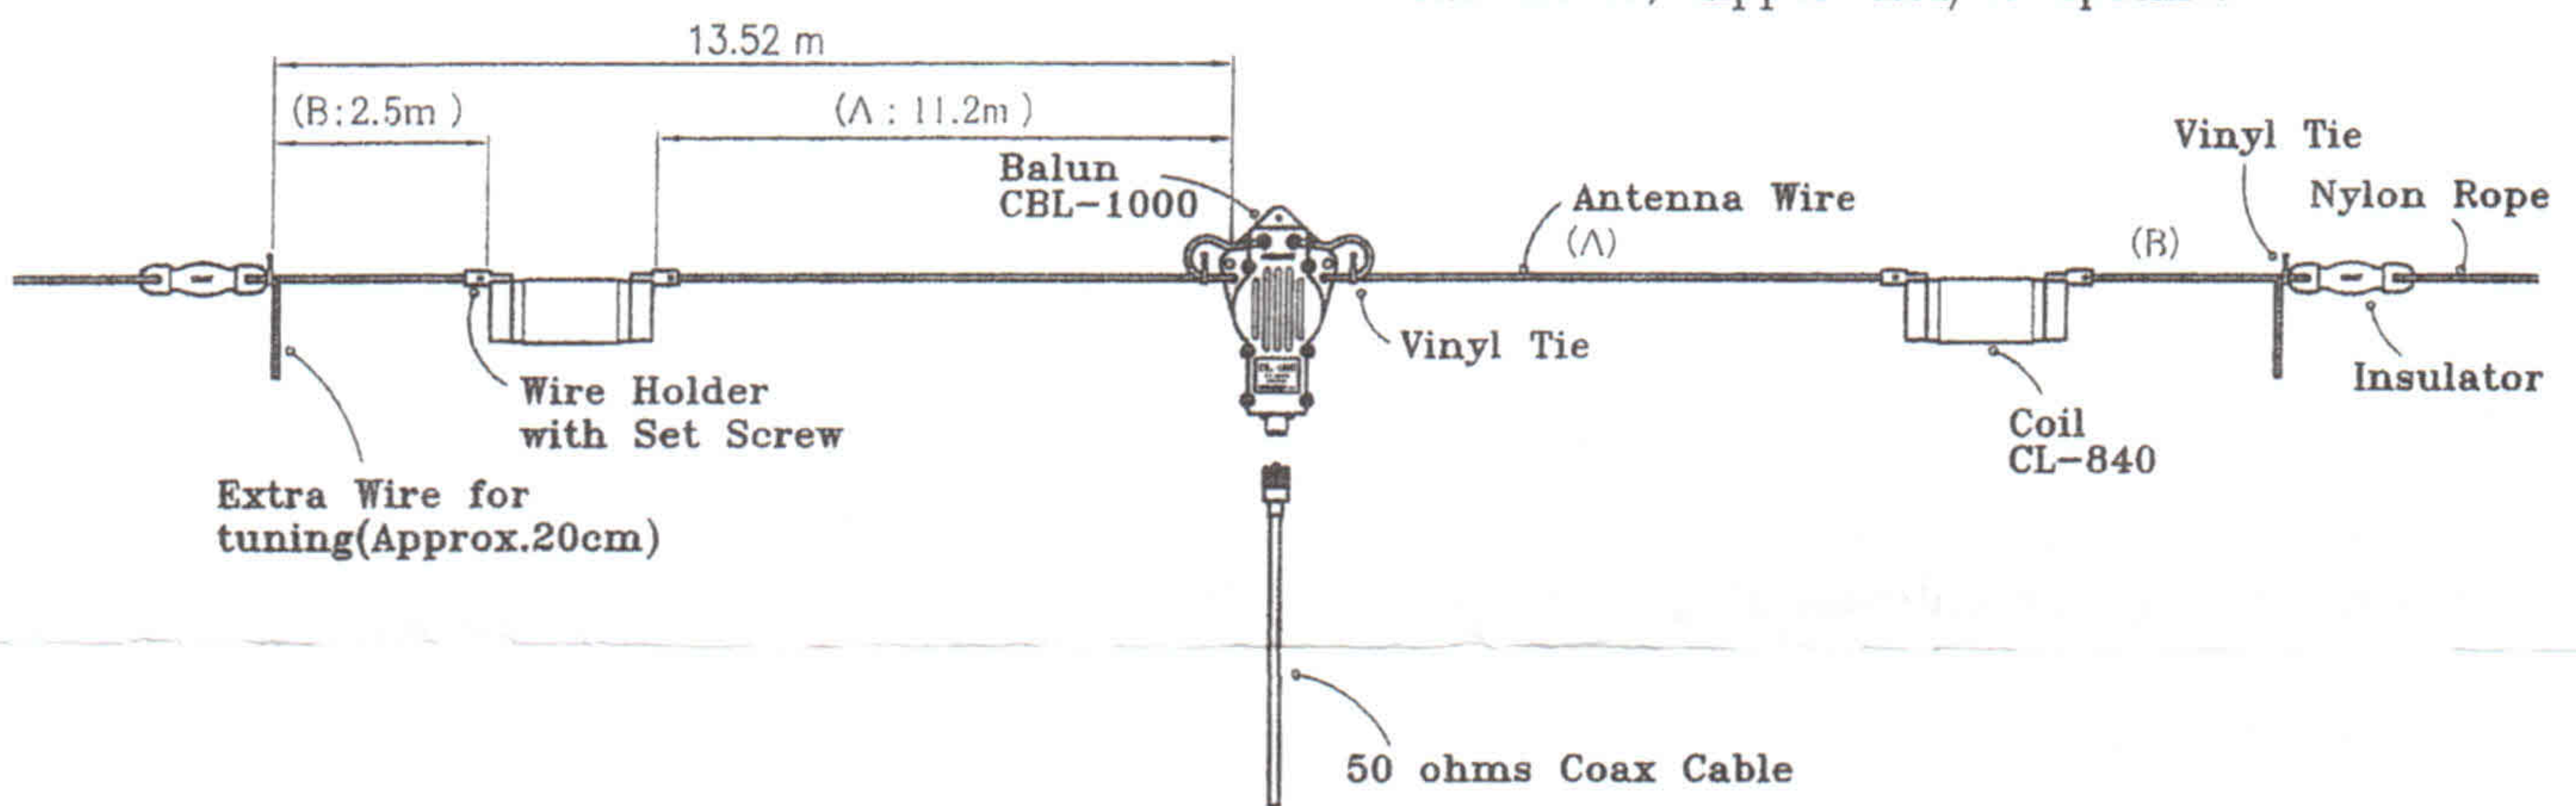 13.52 m
(B:2.5m )
(A : 11.2m )
Balun
CBL-1000
Antenna Wire
(A)
(B)
Vinyl Tie
Nylon Rope
Vinyl Tie
Insulator
Wire Holder
with Set Screw
Coil
CL-840
Extra Wire for
tuning(Approx.20cm)
50 ohms Coax Cable